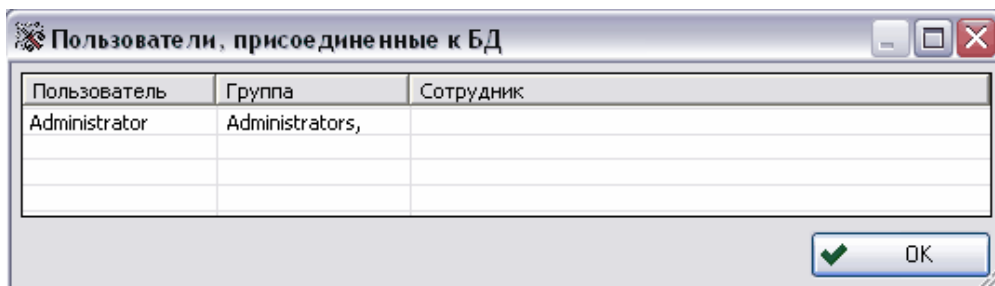 Пользователи, присоединенные к БД
Пользователь Группа Сотрудник
Administrator Administrators,
OK